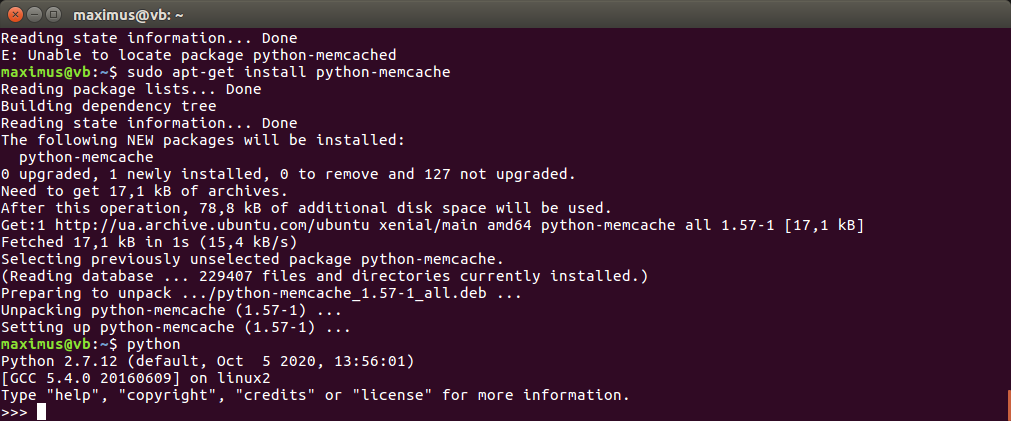 maximus@vb: ~
Reading state information... Done
E: Unable to locate package python-memcached
maximus@vb:~$ sudo apt-get install python-memcache
Reading package lists... Done
Building dependency tree
Reading state information... Done
The following NEW packages will be installed:
  python-memcache
0 upgraded, 1 newly installed, 0 to remove and 127 not upgraded.
Need to get 17,1 kB of archives.
After this operation, 78,8 kB of additional disk space will be used.
Get:1 http://ua.archive.ubuntu.com/ubuntu xenial/main amd64 python-memcache all 1.57-1 [17,1 kB]
Fetched 17,1 kB in 1s (15,4 kB/s)
Selecting previously unselected package python-memcache.
(Reading database ... 229407 files and directories currently installed.)
Preparing to unpack .../python-memcache_1.57-1_all.deb ...
Unpacking python-memcache (1.57-1) ...
Setting up python-memcache (1.57-1) ...
maximus@vb:~$ python
Python 2.7.12 (default, Oct  5 2020, 13:56:01)
[GCC 5.4.0 20160609] on linux2
Type "help", "copyright", "credits" or "license" for more information.
>>>